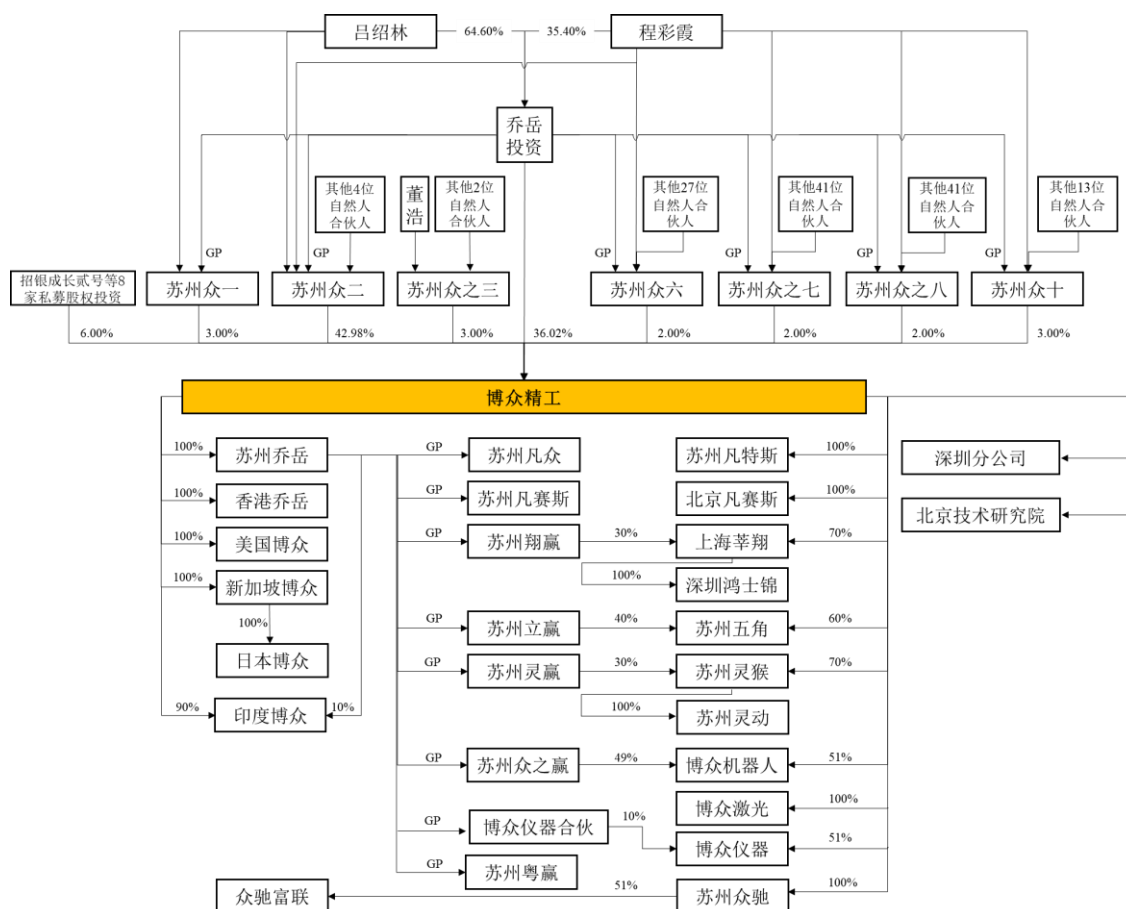 吕绍林
64.60%
35.40%
程彩霞
乔岳
投资
其他4位
自然人
合伙人
董
浩
其他2位
自然人
合伙人
其他27位
自然人合
伙人
其他41位
自然人合
伙人
其他41位
自然人合
伙人
其他13位
自然人合
伙人
GP
GP
GP
GP
GP
GP
招银成长贰号等8
家私募股权投资
苏州众一
苏州众二
苏州众之三
苏州众六
苏州众之七
苏州众之八
苏州众十
6.00%
3.00%
42.98%
3.00%
36.02%
2.00%
2.00%
2.00%
3.00%
博众精工
100%
苏州乔岳
GP
苏州凡众
苏州凡特斯
100%
深圳分公司
100%
香港乔岳
GP
苏州凡赛斯
北京凡赛斯
100%
北京技术研究院
100%
美国博众
GP
苏州翔赢
30%
上海莘翔
70%
100%
新加坡博众
100%
深圳鸿士锦
100%
GP
苏州立赢
40%
苏州五角
60%
日本博众
GP
苏州灵赢
30%
苏州灵猴
70%
90%
印度博众
10%
100%
苏州灵动
GP
苏州众之赢
49%
博众机器人
51%
博众激光
100%
GP
博众仪器合伙
10%
博众仪器
51%
GP
苏州粤赢
众驰富联
51%
苏州众驰
100%